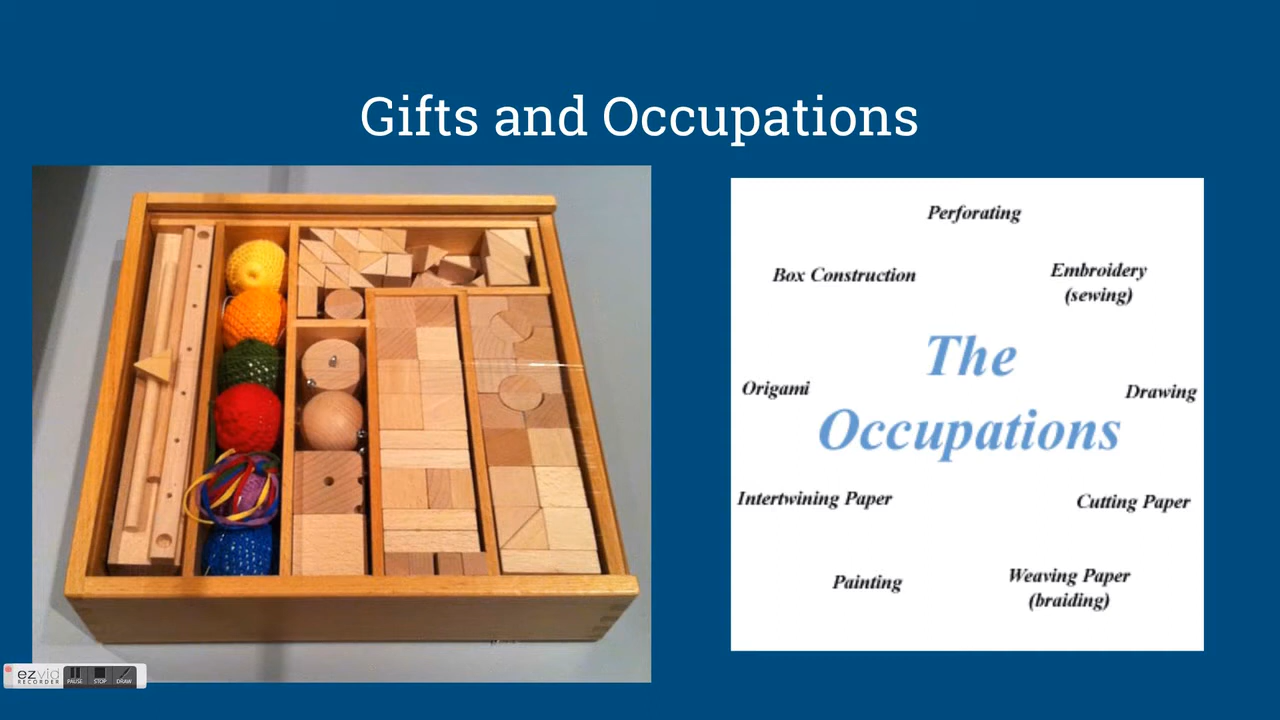 Gifts and Occupations
Perforating
Box Construction
Embroidery
(sewing)
The
Origami
Drawing
Occupations
Intertwining Paper
Cutting Paper
Painting
Weaving Paper
(braiding)
ezvid
RECORDER
PAUSE
STOP
DRAW